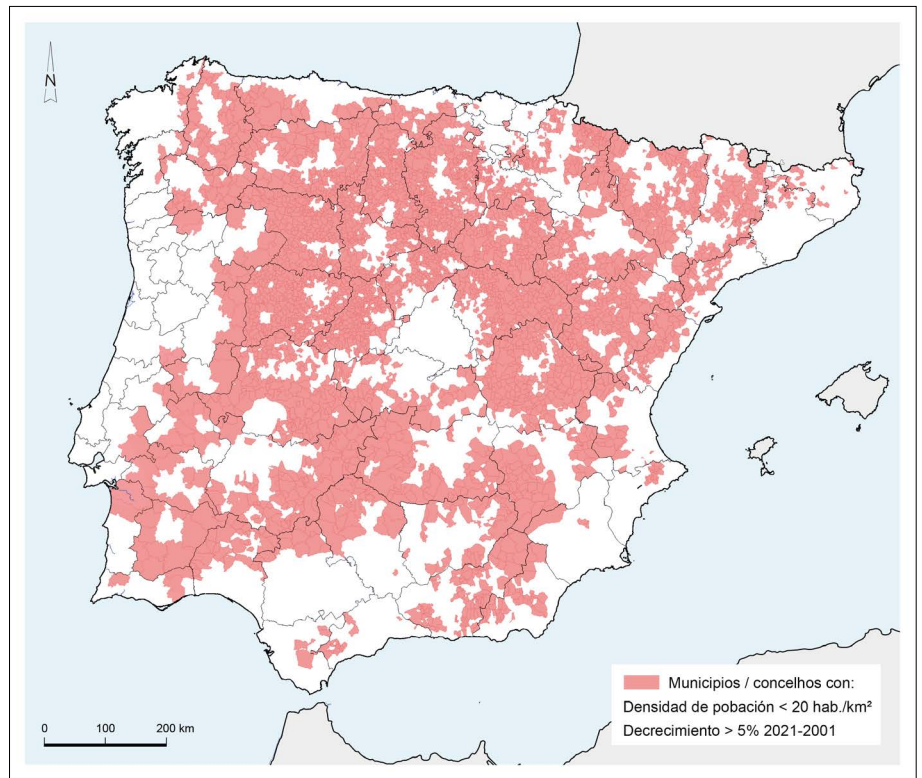 N
Municipios / concelhos con:
Densidad de pobación < 20 hab./km²
Decrecimiento > 5% 2021-2001
0 100 200 km